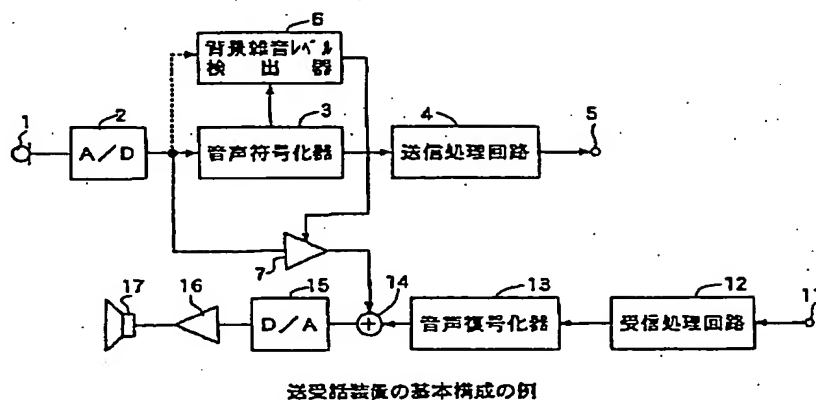 6
背景雑音レベル
検出器
1
2
A/D
3
音声符号化器
4
送信処理回路
5
7
17
16
15
D/A
14
13
音声復号化器
12
受信処理回路
11
送受話装置の基本構成の例